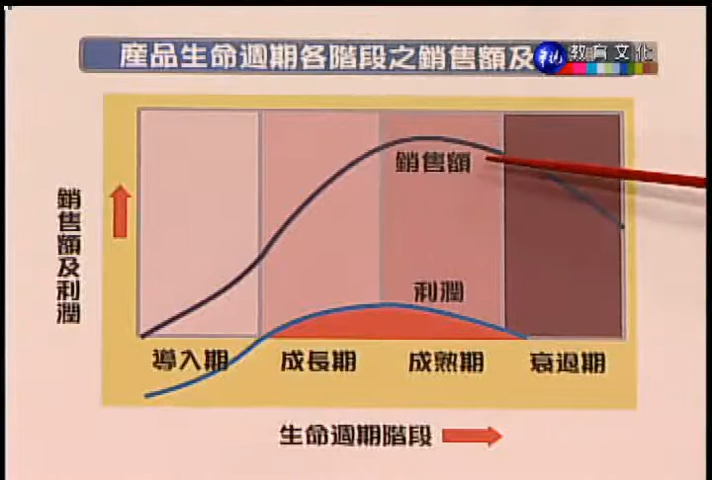 產品生命週期各階段之銷售額及
教育文化
銷售額
銷售額及利潤
利潤
導入期
成長期
成熟期
衰退期
生命週期階段